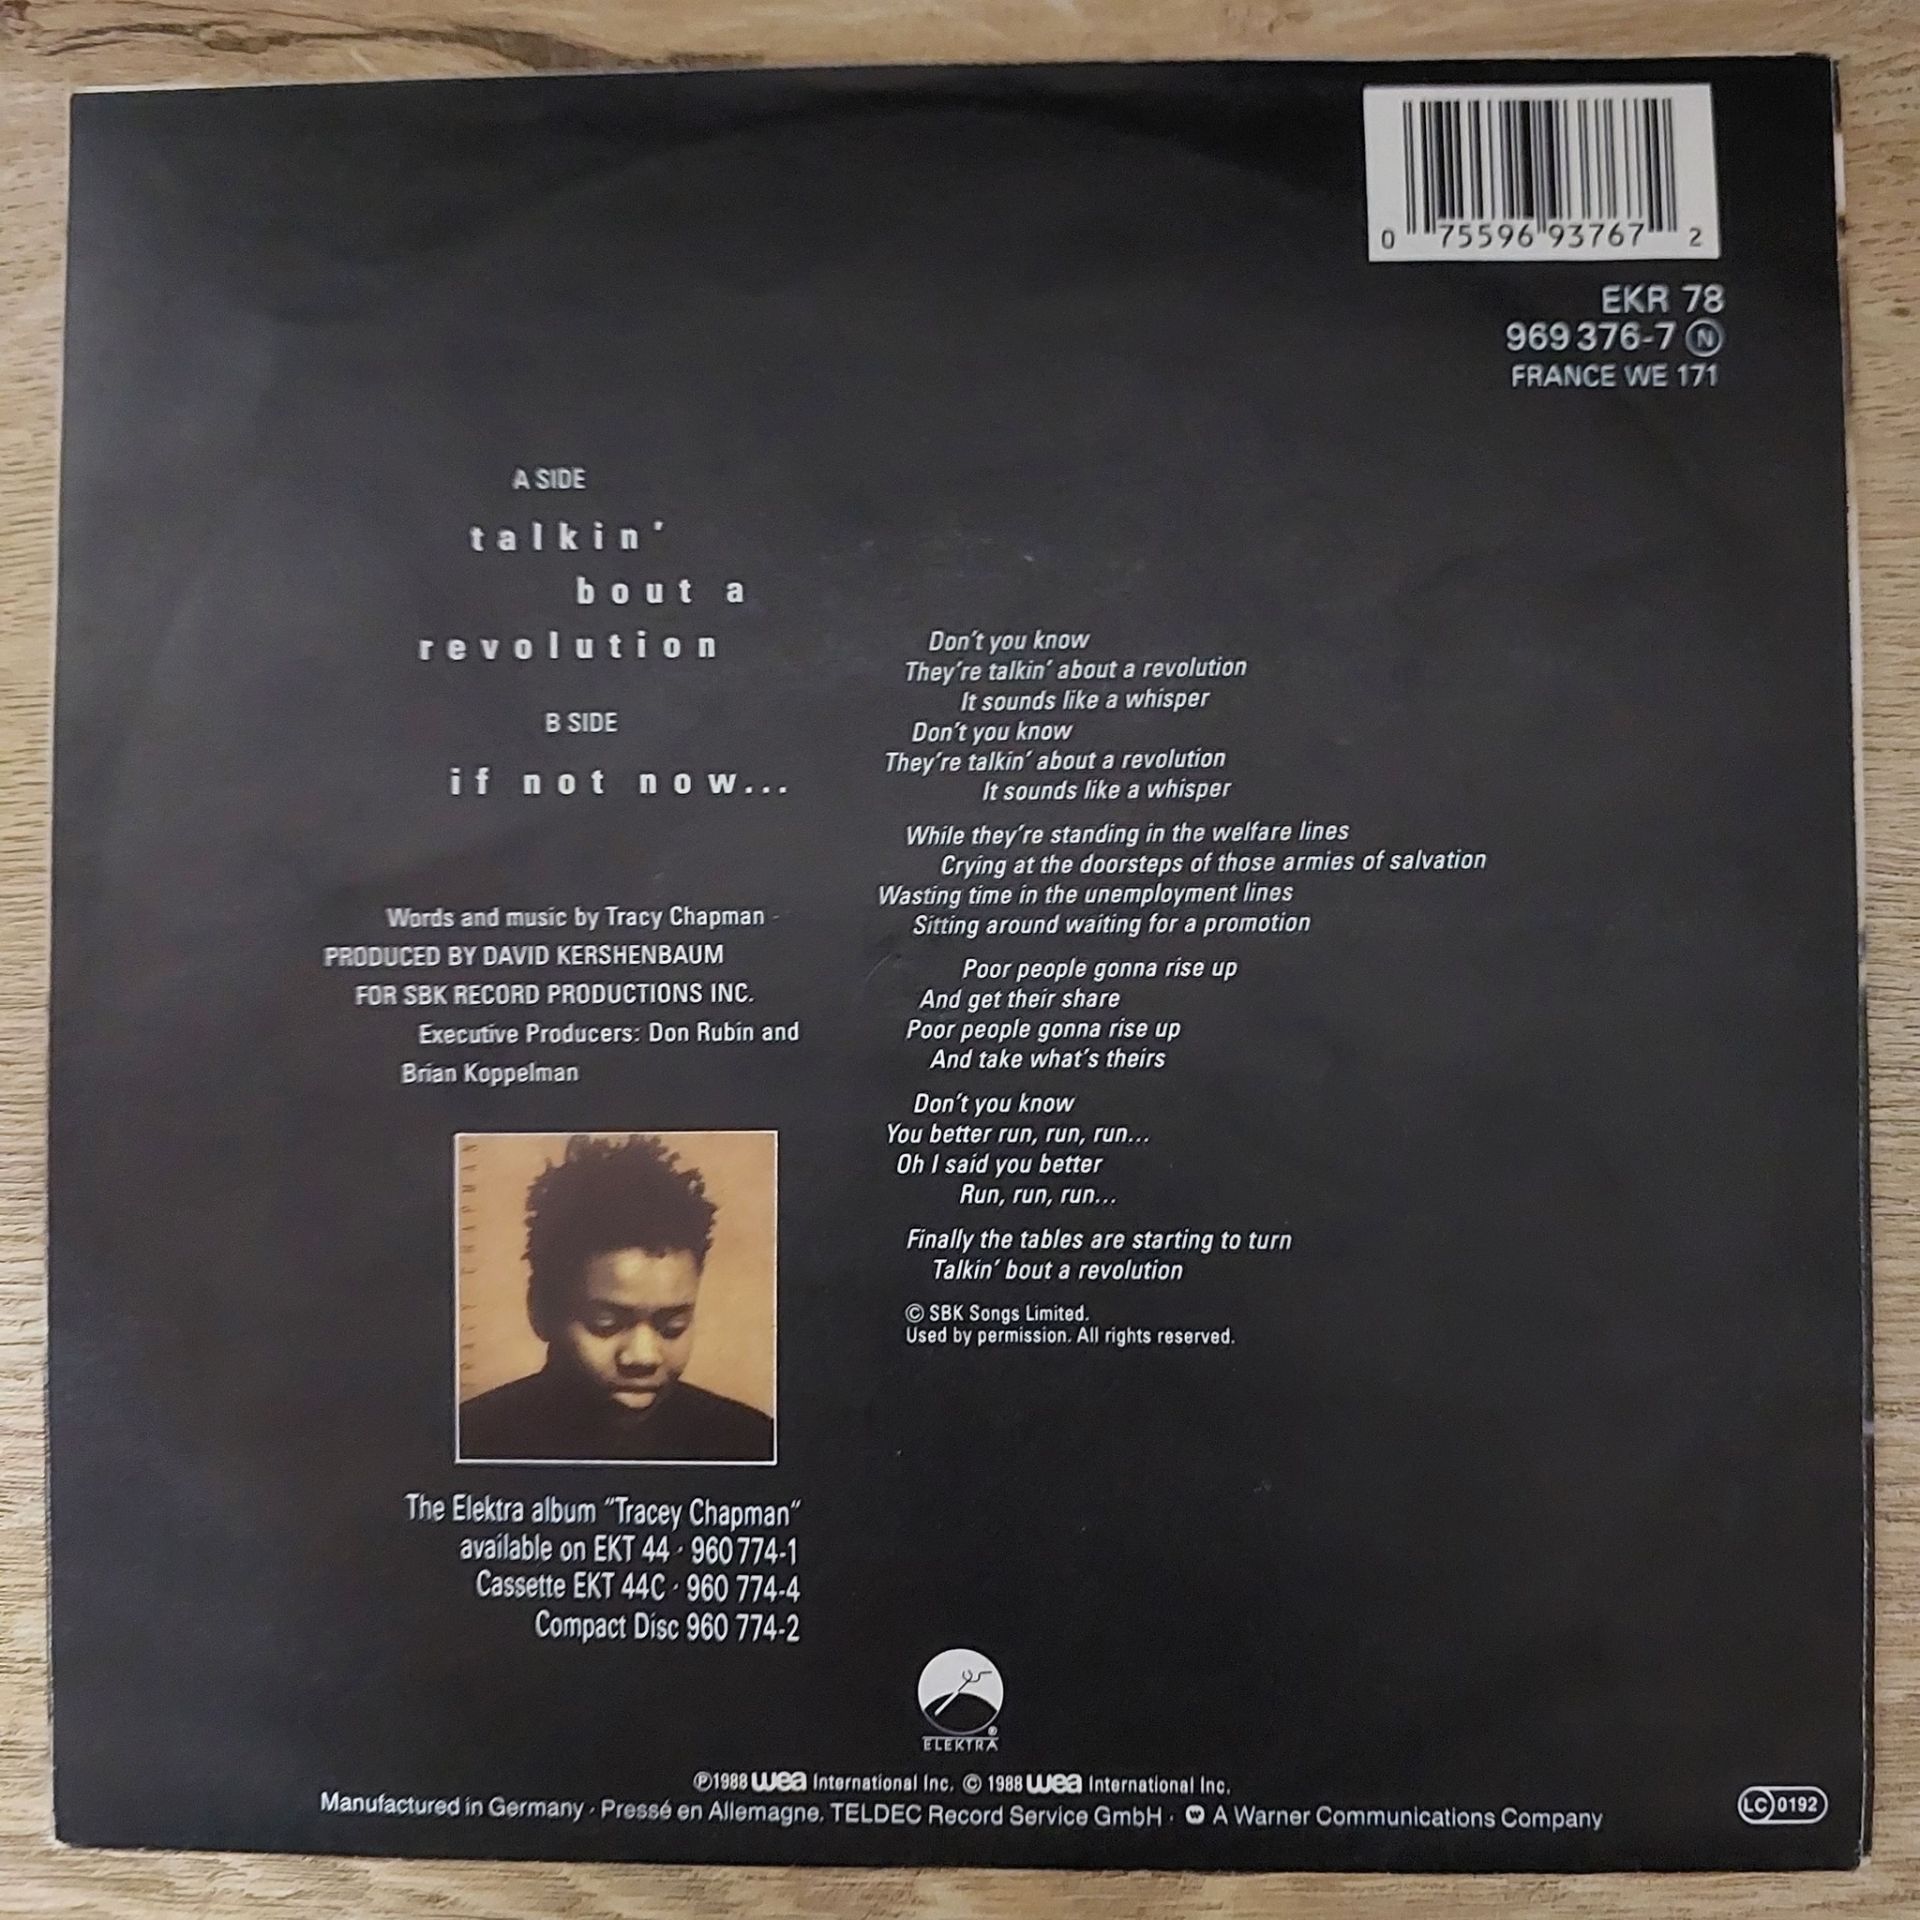 0 75596 93767 2
EKR 78
969 376-7 Ⓝ
FRANCE WE 171
A SIDE
talkin'
bout a
revolution
B SIDE
if not now...
Words and music by Tracy Chapman
PRODUCED BY DAVID KERSHENBAUM
FOR SBK RECORD PRODUCTIONS INC.
Executive Producers: Don Rubin and
Brian Koppelman
TRACY CHAPMAN
The Elektra album "Tracey Chapman"
available on EKT 44 · 960 774-1
Cassette EKT 44C · 960 774-4
Compact Disc 960 774-2
Don't you know
They're talkin' about a revolution
It sounds like a whisper
Don't you know
They're talkin' about a revolution
It sounds like a whisper
While they're standing in the welfare lines
Crying at the doorsteps of those armies of salvation
Wasting time in the unemployment lines
Sitting around waiting for a promotion
Poor people gonna rise up
And get their share
Poor people gonna rise up
And take what's theirs
Don't you know
You better run, run, run...
Oh I said you better
Run, run, run...
Finally the tables are starting to turn
Talkin' bout a revolution
© SBK Songs Limited.
Used by permission. All rights reserved.
®
ELEKTRA
℗1988 wea International Inc. © 1988 wea International Inc.
Manufactured in Germany · Pressé en Allemagne. TELDEC Record Service GmbH · A Warner Communications Company
LC 0192